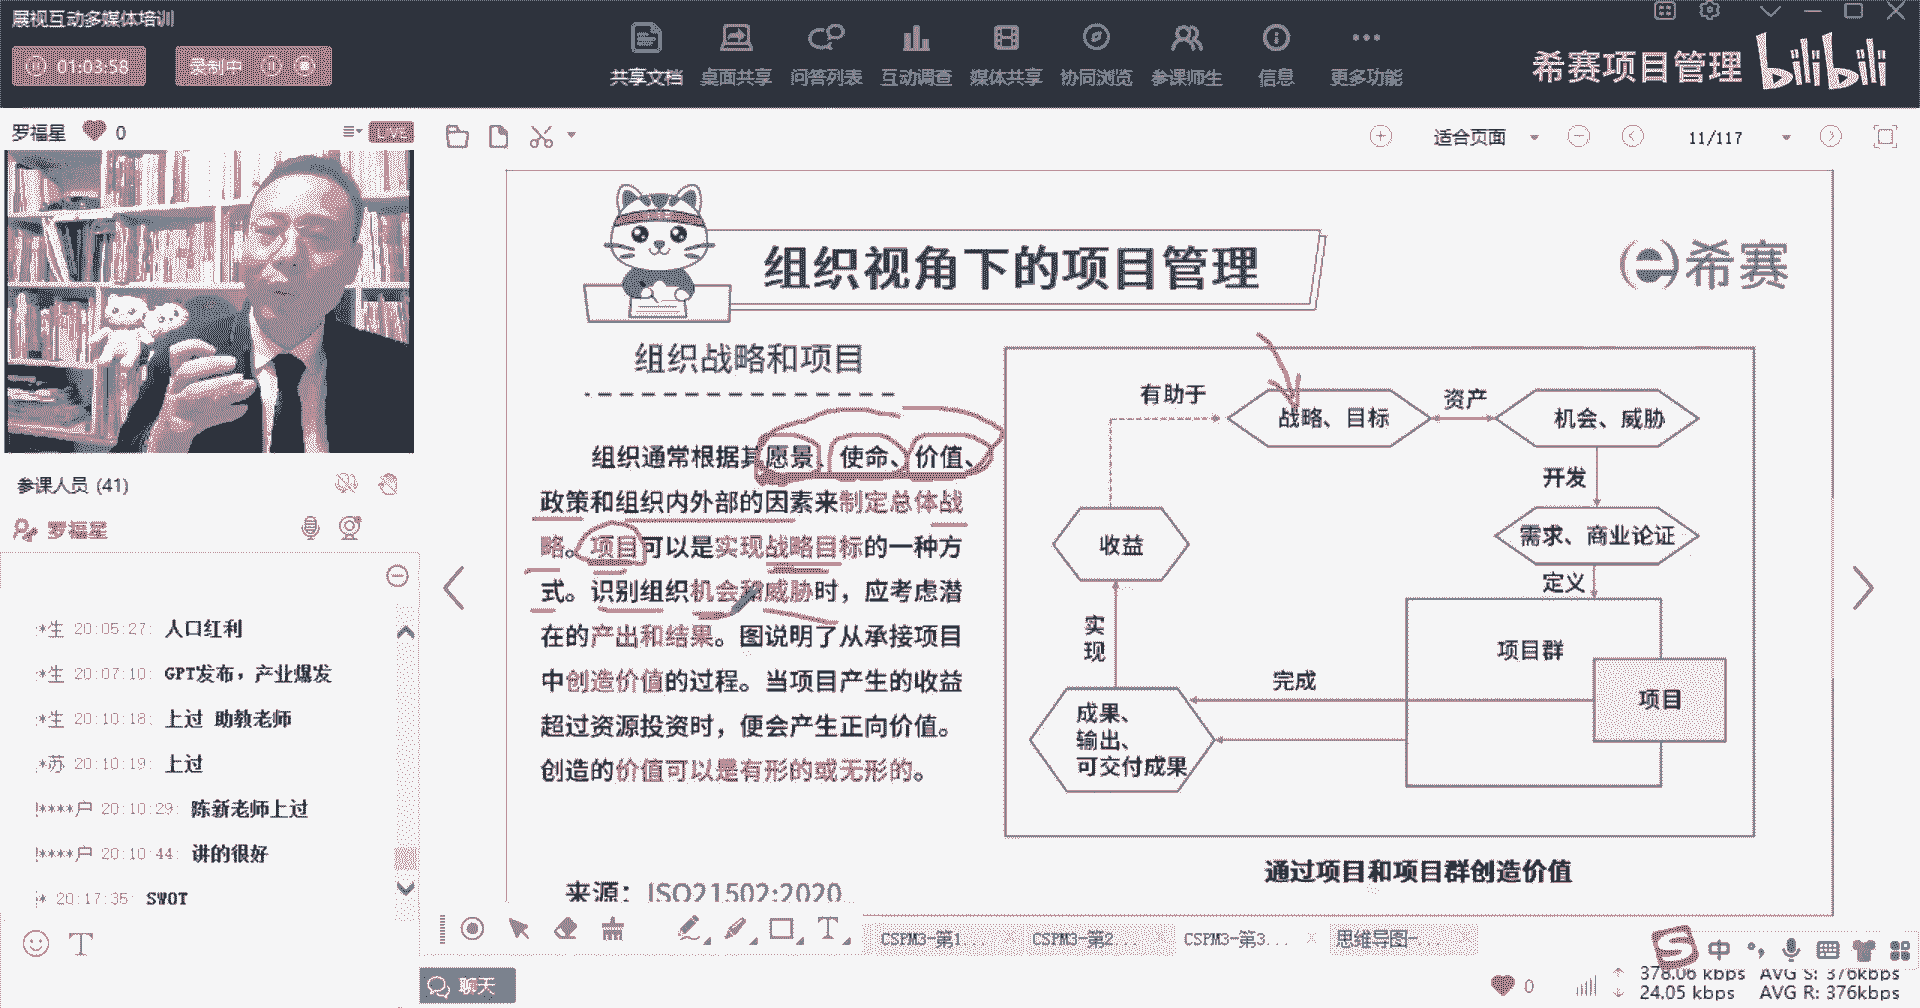 展视互动多媒体培训
01:03:58
录制中
共享文档 桌面共享 问答列表 互动调查 媒体共享 协同浏览 参课师生 信息 更多功能
希赛项目管理 bilibili
罗福星 0 LIVE
适合页面 11/117
组织视角下的项目管理
希赛
组织战略和项目
组织通常根据其愿景、使命、价值、
政策和组织内外部的因素来制定总体战
略。项目可以是实现战略目标的一种方
式。识别组织机会和威胁时，应考虑潜
在的产出和结果。图说明了从承接项目
中创造价值的过程。当项目产生的收益
超过资源投资时，便会产生正向价值。
创造的价值可以是有形的或无形的。
来源：ISO21502:2020
有助于
战略、目标
资产
机会、威胁
开发
需求、商业论证
定义
项目群
项目
完成
成果、
输出、
可交付成果
实现
收益
通过项目和项目群创造价值
参课人员 (41)
罗福星
*生 20:05:27: 人口红利
*生 20:07:10: GPT发布，产业爆发
*生 20:10:18: 上过 助教老师
*苏 20:10:19: 上过
!****户 20:10:29: 陈新老师上过
!****户 20:10:44: 讲的很好
* 20:17:35: SWOT
T
T
CSPM3-第1... CSPM3-第2... CSPM3-第3... 思维导图-...
聊天
S 中
0
378.06 kbps AVG S: 376kbps
24.05 kbps AVG R: 376kbps